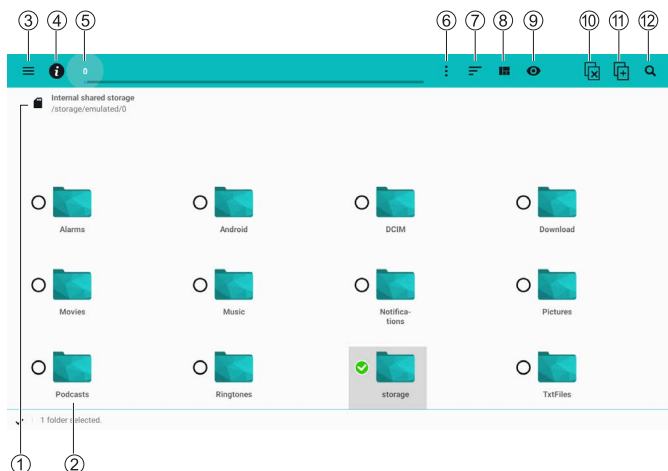 ③ ④ ⑤ ⑥ ⑦ ⑧ ⑨ ⑩ ⑪ ⑫
i 0
Internal shared storage
/storage/emulated/0
Alarms Android DCIM Download
Movies Music Notifica- Pictures
tions
Podcasts Ringtones storage TxtFiles
1 folder selected.
① ②